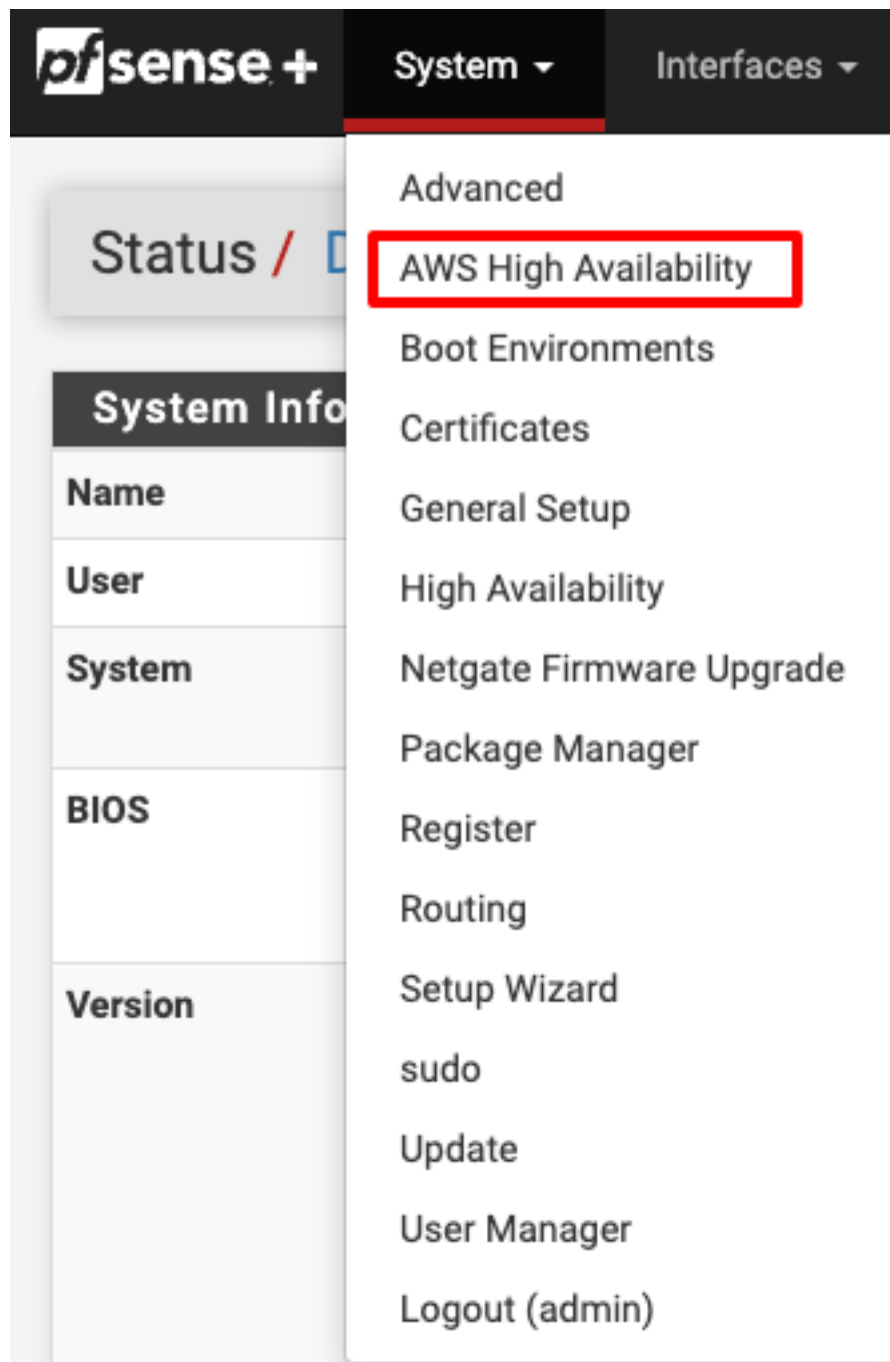 pfsense+ System Interfaces
Advanced
Status /
AWS High Availability
Boot Environments
System Info
Certificates
Name
General Setup
User
High Availability
System
Netgate Firmware Upgrade
Package Manager
BIOS
Register
Routing
Setup Wizard
Version
sudo
Update
User Manager
Logout (admin)